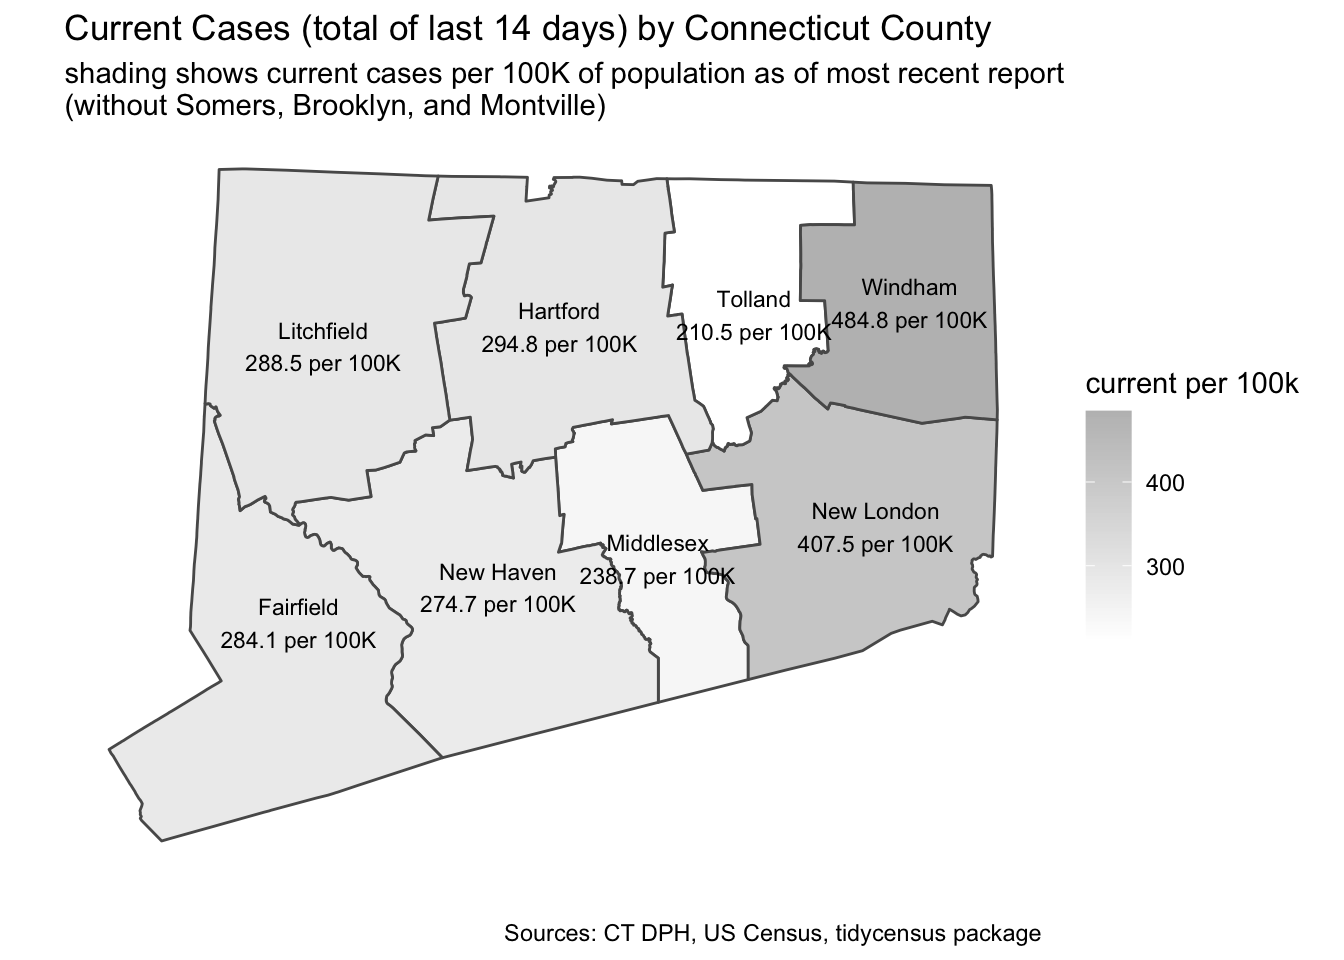 Current Cases (total of last 14 days) by Connecticut County
shading shows current cases per 100K of population as of most recent report
(without Somers, Brooklyn, and Montville)
Windham
484.8 per 100K
Tolland
210.5 per 100K
Hartford
294.8 per 100K
Litchfield
288.5 per 100K
current per 100k
400
300
New London
407.5 per 100K
Middlesex
238.7 per 100K
New Haven
274.7 per 100K
Fairfield
284.1 per 100K
Sources: CT DPH, US Census, tidycensus package